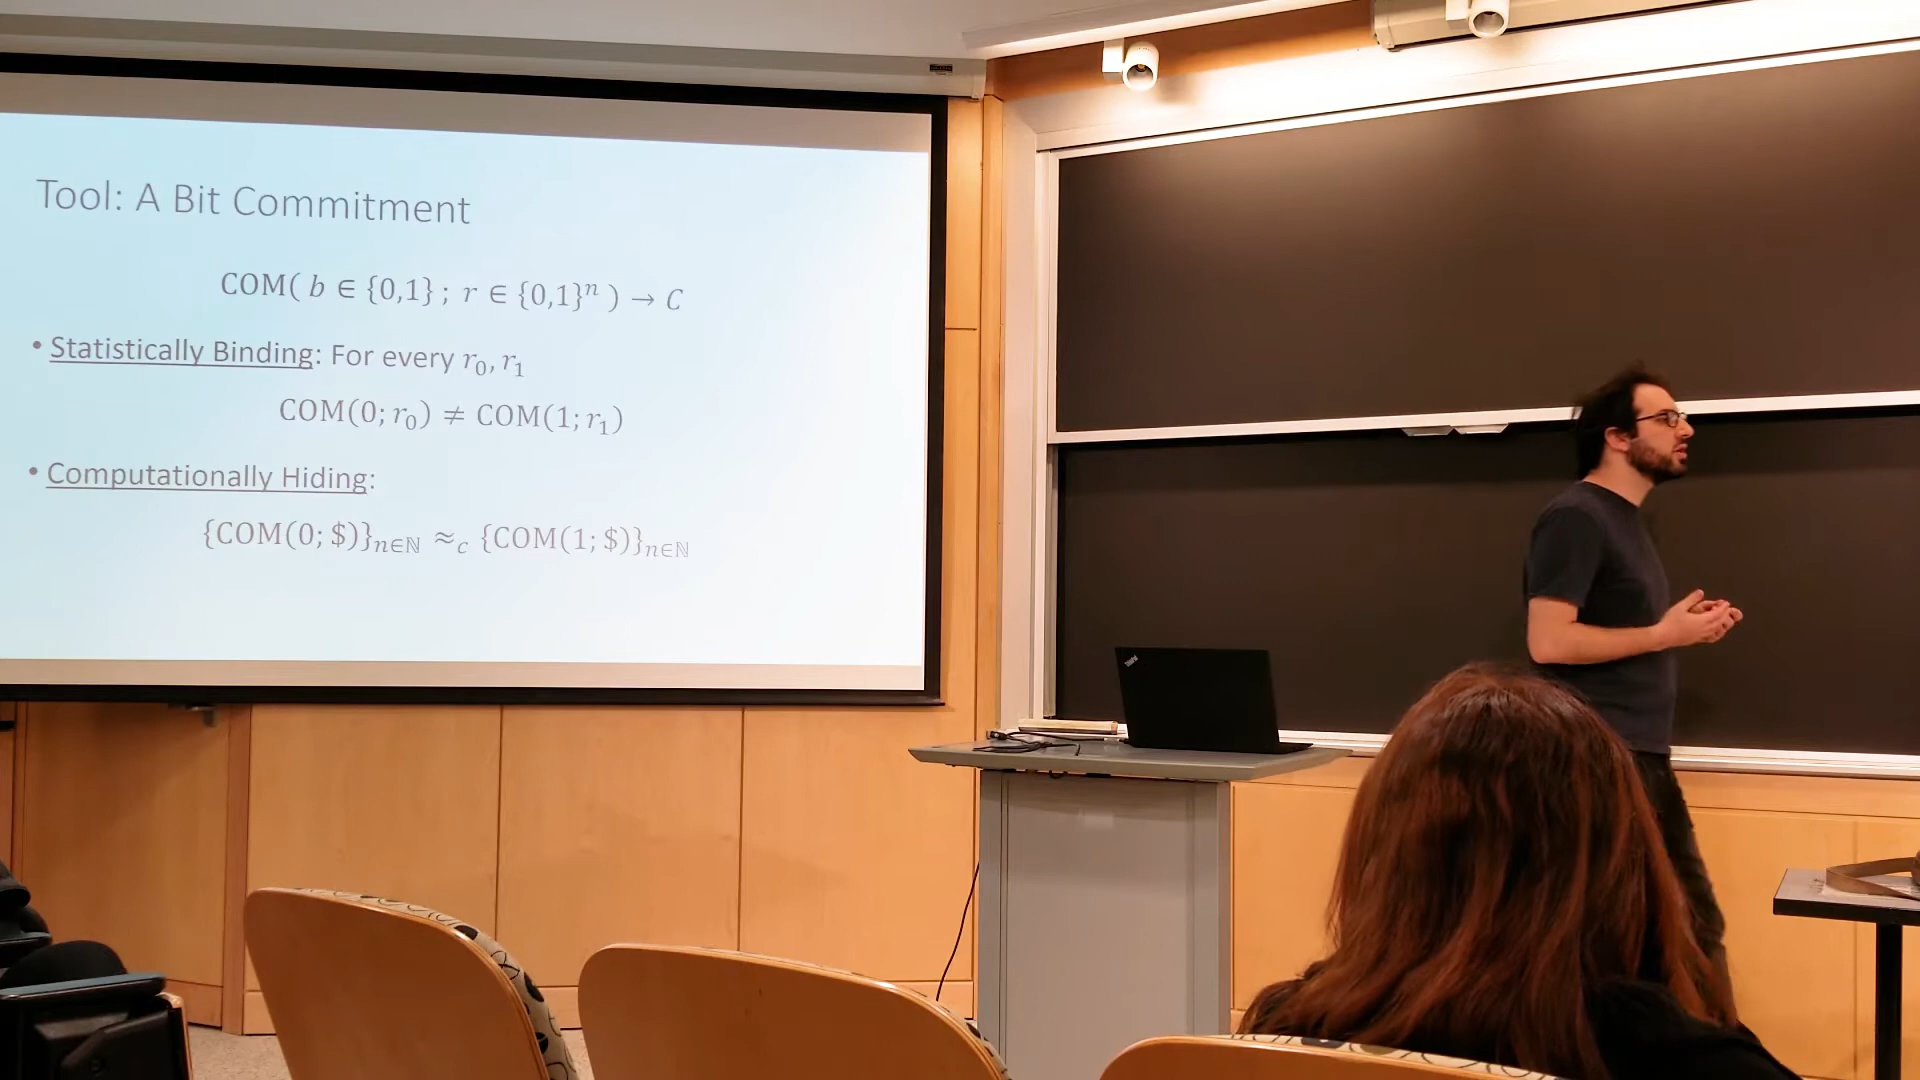 Tool: A Bit Commitment
COM( b ∈ {0,1} ; r ∈ {0,1}ⁿ ) → C
• Statistically Binding: For every r₀, r₁
COM(0; r₀) ≠ COM(1; r₁)
• Computationally Hiding:
{COM(0; $)}ₙ∈ℕ ≈c {COM(1; $)}ₙ∈ℕ
ThinkPad